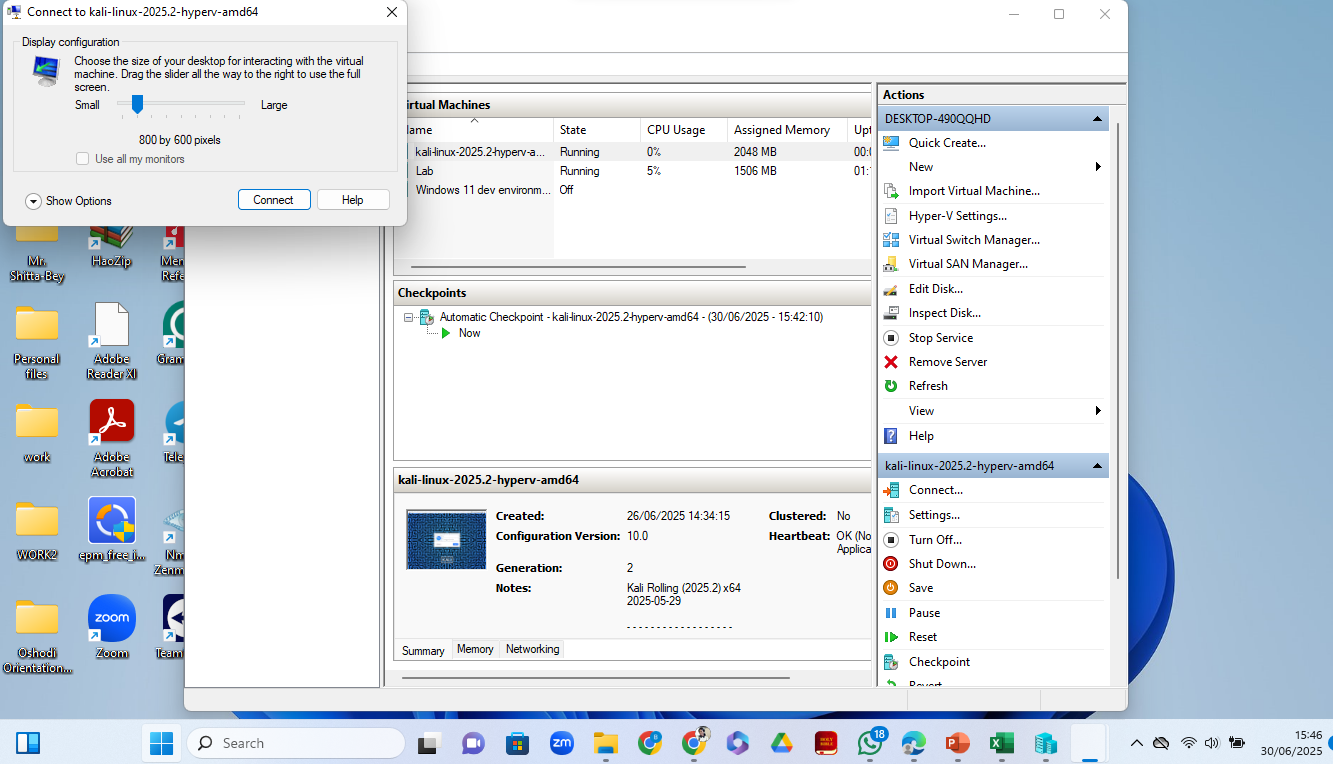 Connect to kali-linux-2025.2-hyperv-amd64
Display configuration
Choose the size of your desktop for interacting with the virtual
machine. Drag the slider all the way to the right to use the full
screen.
Small
Large
800 by 600 pixels
Use all my monitors
Show Options
Connect
Help
Mr.
Shitta-Bey
HaoZip
Personal
files
Adobe
Reader XI
work
Adobe
Acrobat
WORK2
epm_free_i...
Oshodi
Orientation...
zoom
Zoom
irtual Machines
ame
State
CPU Usage
Assigned Memory
Upt
kali-linux-2025.2-hyperv-a...
Running
0%
2048 MB
00:
Lab
Running
5%
1506 MB
01:
Windows 11 dev environm...
Off
Checkpoints
Automatic Checkpoint - kali-linux-2025.2-hyperv-amd64 - (30/06/2025 - 15:42:10)
Now
kali-linux-2025.2-hyperv-amd64
Created:
26/06/2025 14:34:15
Clustered:
No
Configuration Version:
10.0
Heartbeat:
OK (No
Applica
Generation:
2
Notes:
Kali Rolling (2025.2) x64
2025-05-29
- - - - - - - - - - - - - - - - - -
Summary
Memory
Networking
Actions
DESKTOP-490QQHD
Quick Create...
New
Import Virtual Machine...
Hyper-V Settings...
Virtual Switch Manager...
Virtual SAN Manager...
Edit Disk...
Inspect Disk...
Stop Service
Remove Server
Refresh
View
Help
kali-linux-2025.2-hyperv-amd64
Connect...
Settings...
Turn Off...
Shut Down...
Save
Pause
Reset
Checkpoint
Revert
Search
zm
18
15:46
30/06/2025